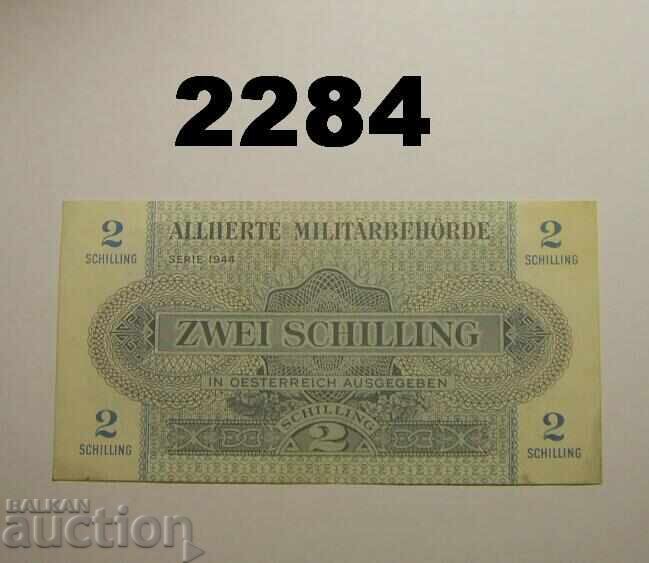 2284
2 SCHILLING
ALLIIERTE MILITÄRBEHÖRDE
2 SCHILLING
SERIE 1944
ZWEI SCHILLING
IN OESTERREICH AUSGEGEBEN
2 SCHILLING
SCHILLING
2
2 SCHILLING
BALKAN
auction